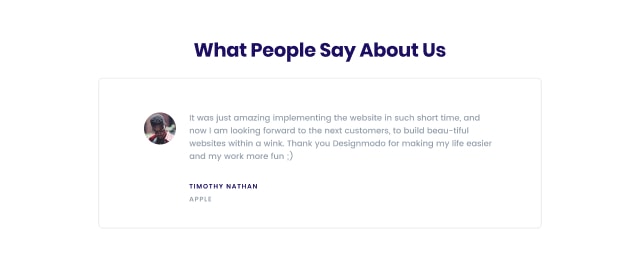 What People Say About Us
It was just amazing implementing the website in such short time, and
now I am looking forward to the next customers, to build beau-tiful
websites within a wink. Thank you Designmodo for making my life easier
and my work more fun ;)
TIMOTHY NATHAN
APPLE